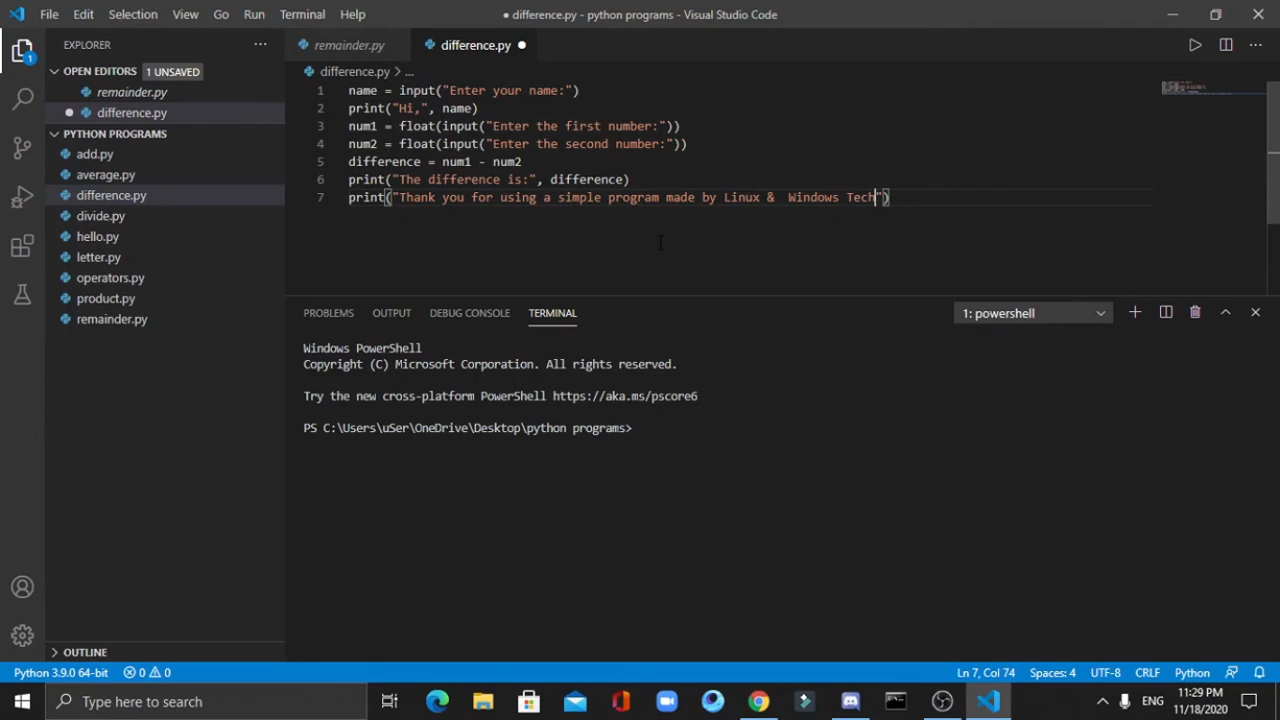 File Edit Selection View Go Run Terminal Help
● difference.py - python programs - Visual Studio Code
EXPLORER
remainder.py
difference.py
OPEN EDITORS 1 UNSAVED
difference.py > ...
remainder.py
difference.py
PYTHON PROGRAMS
add.py
average.py
difference.py
divide.py
hello.py
letter.py
operators.py
product.py
remainder.py
1 name = input("Enter your name:")
2 print("Hi,", name)
3 num1 = float(input("Enter the first number:"))
4 num2 = float(input("Enter the second number:"))
5 difference = num1 - num2
6 print("The difference is:", difference)
7 print("Thank you for using a simple program made by Linux &  Windows Tech")
PROBLEMS OUTPUT DEBUG CONSOLE TERMINAL
1: powershell
Windows PowerShell
Copyright (C) Microsoft Corporation. All rights reserved.
Try the new cross-platform PowerShell https://aka.ms/pscore6
PS C:\Users\uSer\OneDrive\Desktop\python programs>
1
OUTLINE
Python 3.9.0 64-bit 0 0
Ln 7, Col 74 Spaces: 4 UTF-8 CRLF Python
Type here to search
ENG
11:29 PM
11/18/2020